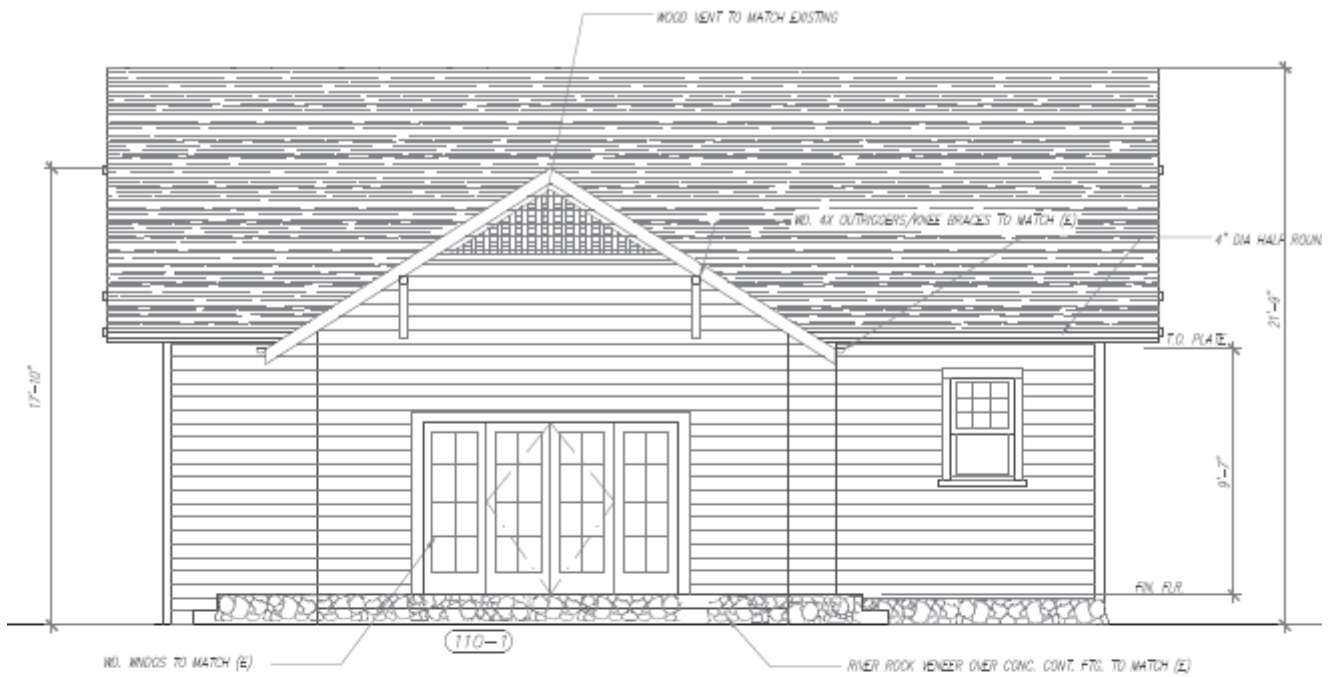 WOOD VENT TO MATCH EXISTING
WD. 4X OUTRIGGERS/KNEE BRACES TO MATCH (E)
4" DIA HALF ROUND
21'-9"
T.O. PLATE
17'-10"
9'-7"
FIN. FLR.
110-1
WD. WNDOS TO MATCH (E)
RIVER ROCK VENEER OVER CONC. CONT. FTG. TO MATCH (E)